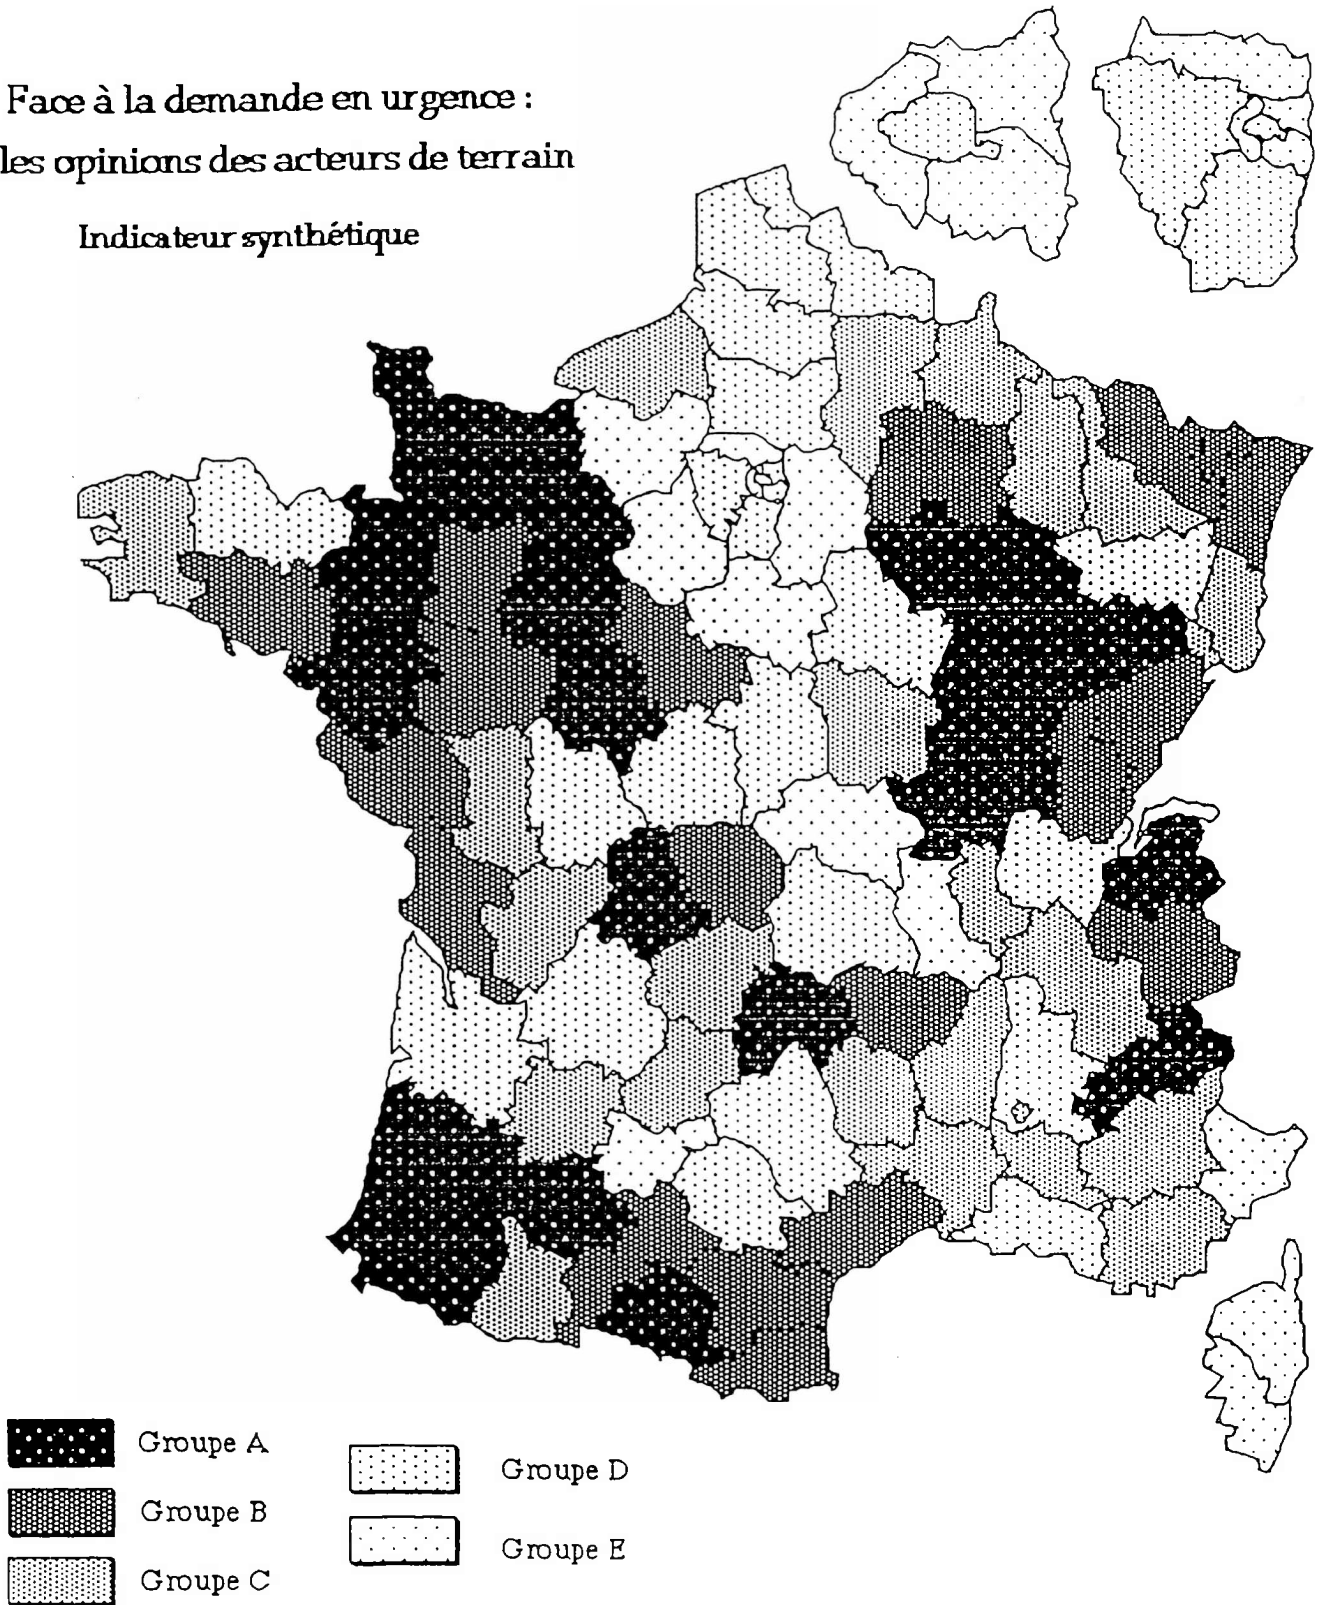 Face à la demande en urgence :
les opinions des acteurs de terrain
Indicateur synthétique
Groupe A
Groupe B
Groupe C
Groupe D
Groupe E